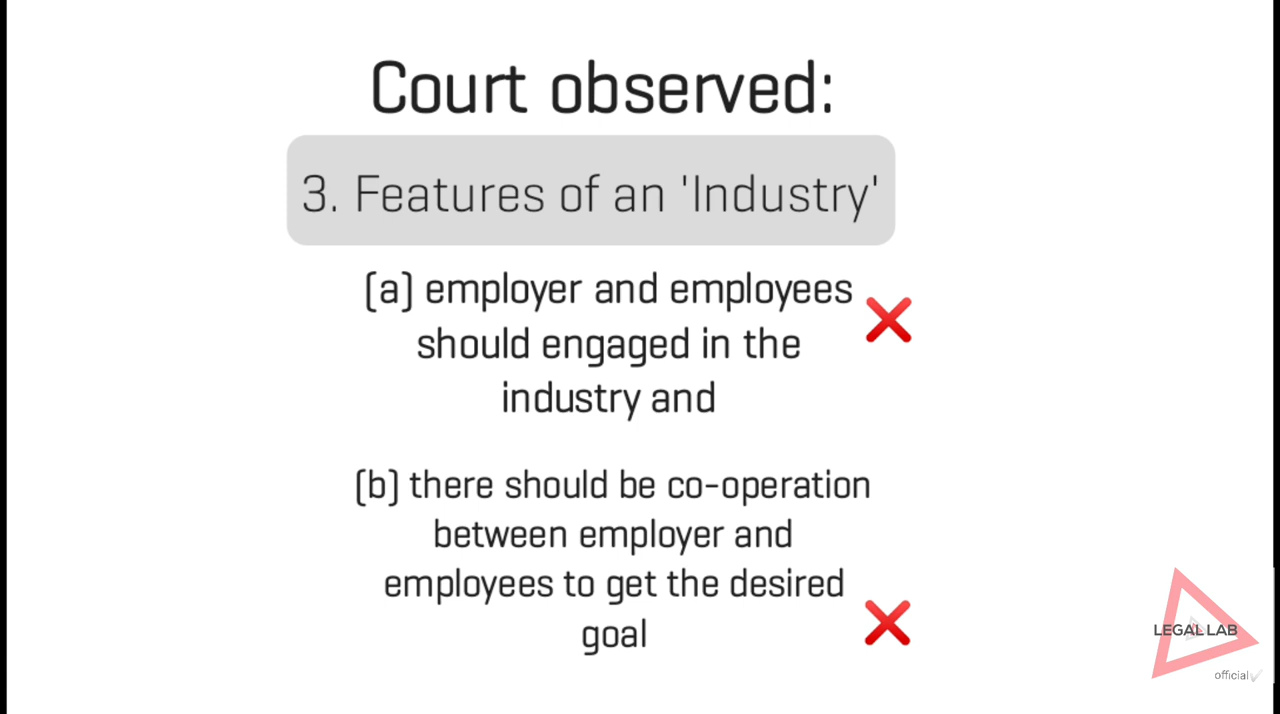 Court observed:
3. Features of an 'Industry'
(a) employer and employees
should engaged in the
industry and
(b) there should be co-operation
between employer and
employees to get the desired
goal
LEGAL LAB
official